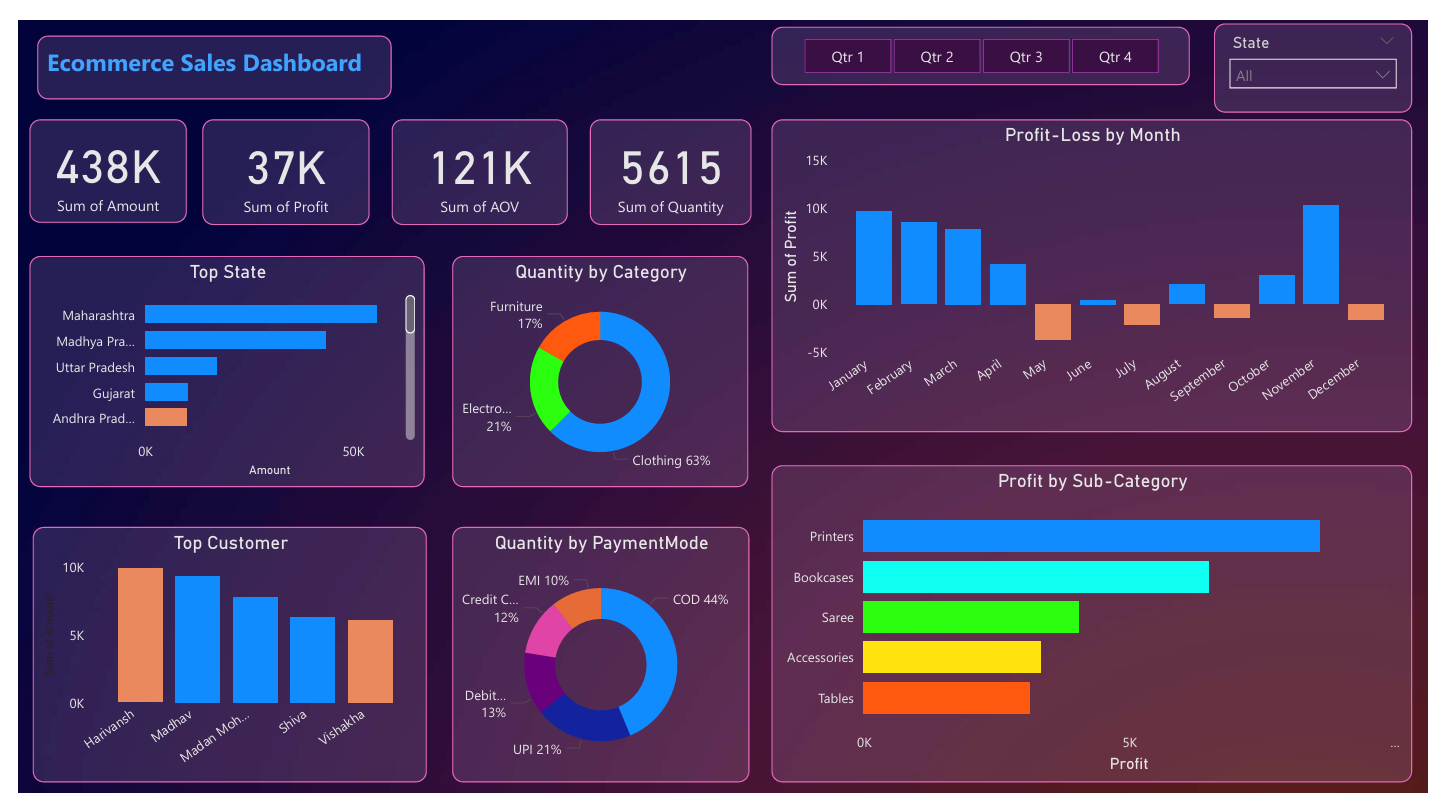 Ecommerce Sales Dashboard
Qtr 1
Qtr 2
Qtr 3
Qtr 4
State
All
438K
Sum of Amount
37K
Sum of Profit
121K
Sum of AOV
5615
Sum of Quantity
Profit-Loss by Month
Sum of Profit
15K
10K
5K
0K
-5K
January
February
March
April
May
June
July
August
September
October
November
December
Top State
Maharashtra
Madhya Pra...
Uttar Pradesh
Gujarat
Andhra Prad...
0K
50K
Amount
Quantity by Category
Furniture
17%
Electro...
21%
Clothing 63%
Top Customer
Sum of Amount
10K
5K
0K
Harivansh
Madhav
Madan Moh...
Shiva
Vishakha
Quantity by PaymentMode
EMI 10%
Credit C...
12%
COD 44%
Debit...
13%
UPI 21%
Profit by Sub-Category
Printers
Bookcases
Saree
Accessories
Tables
0K
5K
...
Profit